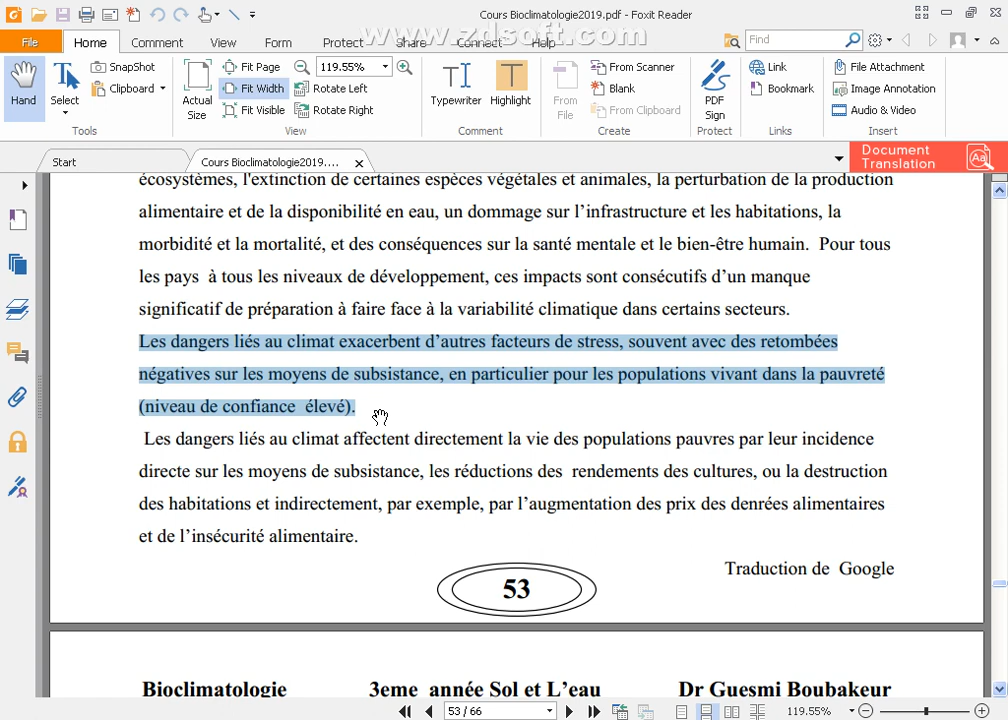 Cours Bioclimatologie2019.pdf - Foxit Reader
www.zdsoft.com
File Home Comment View Form Protect Share Connect Help Find
Hand
Select
SnapShot
Clipboard
Tools
Actual Size
Fit Page
Fit Width
Fit Visible
119.55%
Rotate Left
Rotate Right
View
Typewriter
Highlight
Comment
From File
From Scanner
Blank
From Clipboard
Create
PDF Sign
Protect
Link
Bookmark
Links
File Attachment
Image Annotation
Audio & Video
Insert
Start
Cours Bioclimatologie2019....
Document Translation
Aa
écosystèmes, l'extinction de certaines espèces végétales et animales, la perturbation de la production
alimentaire et de la disponibilité en eau, un dommage sur l’infrastructure et les habitations, la
morbidité et la mortalité, et des conséquences sur la santé mentale et le bien-être humain. Pour tous
les pays à tous les niveaux de développement, ces impacts sont consécutifs d’un manque
significatif de préparation à faire face à la variabilité climatique dans certains secteurs.
Les dangers liés au climat exacerbent d’autres facteurs de stress, souvent avec des retombées
négatives sur les moyens de subsistance, en particulier pour les populations vivant dans la pauvreté
(niveau de confiance élevé).
Les dangers liés au climat affectent directement la vie des populations pauvres par leur incidence
directe sur les moyens de subsistance, les réductions des rendements des cultures, ou la destruction
des habitations et indirectement, par exemple, par l’augmentation des prix des denrées alimentaires
et de l’insécurité alimentaire.
Traduction de Google
53
Bioclimatologie 3eme année Sol et L’eau Dr Guesmi Boubakeur
53 / 66
119.55%